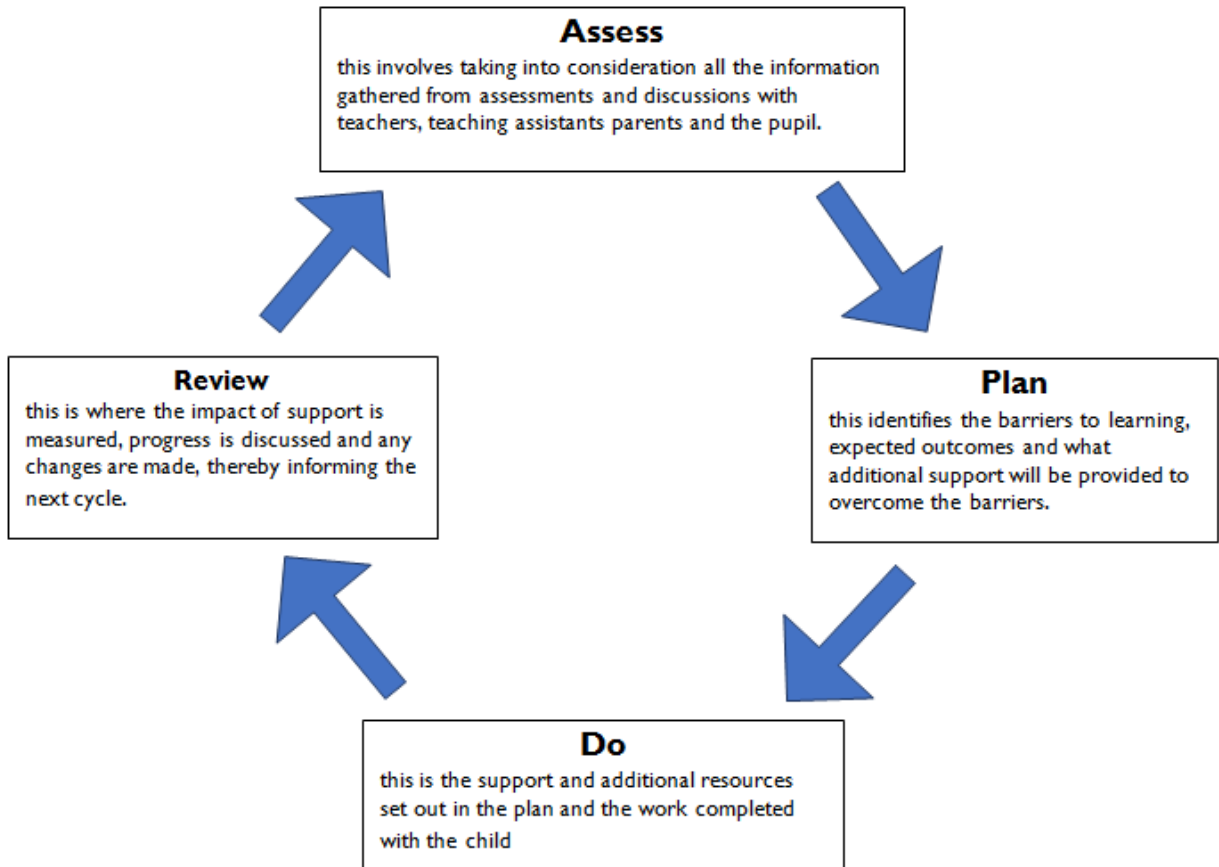 Assess
this involves taking into consideration all the information
gathered from assessments and discussions with
teachers, teaching assistants parents and the pupil.
Plan
this identifies the barriers to learning,
expected outcomes and what
additional support will be provided to
overcome the barriers.
Do
this is the support and additional resources
set out in the plan and the work completed
with the child
Review
this is where the impact of support is
measured, progress is discussed and any
changes are made, thereby informing the
next cycle.